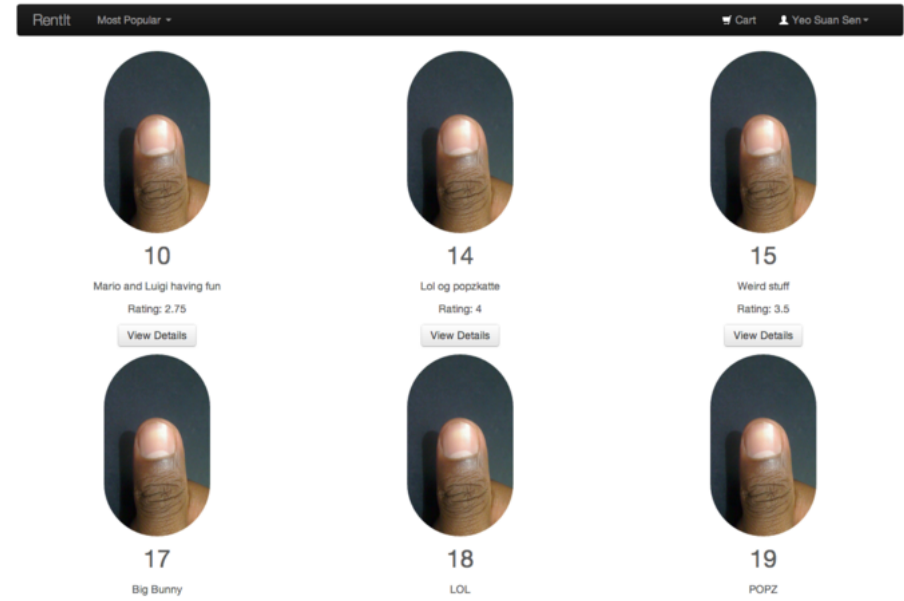 RentIt Most Popular Cart Yeo Suan Sen
10 14 15
Mario and Luigi having fun Lol og popzkatte Weird stuff
Rating: 2.75 Rating: 4 Rating: 3.5
View Details View Details View Details
17 18 19
Big Bunny LOL POPZ